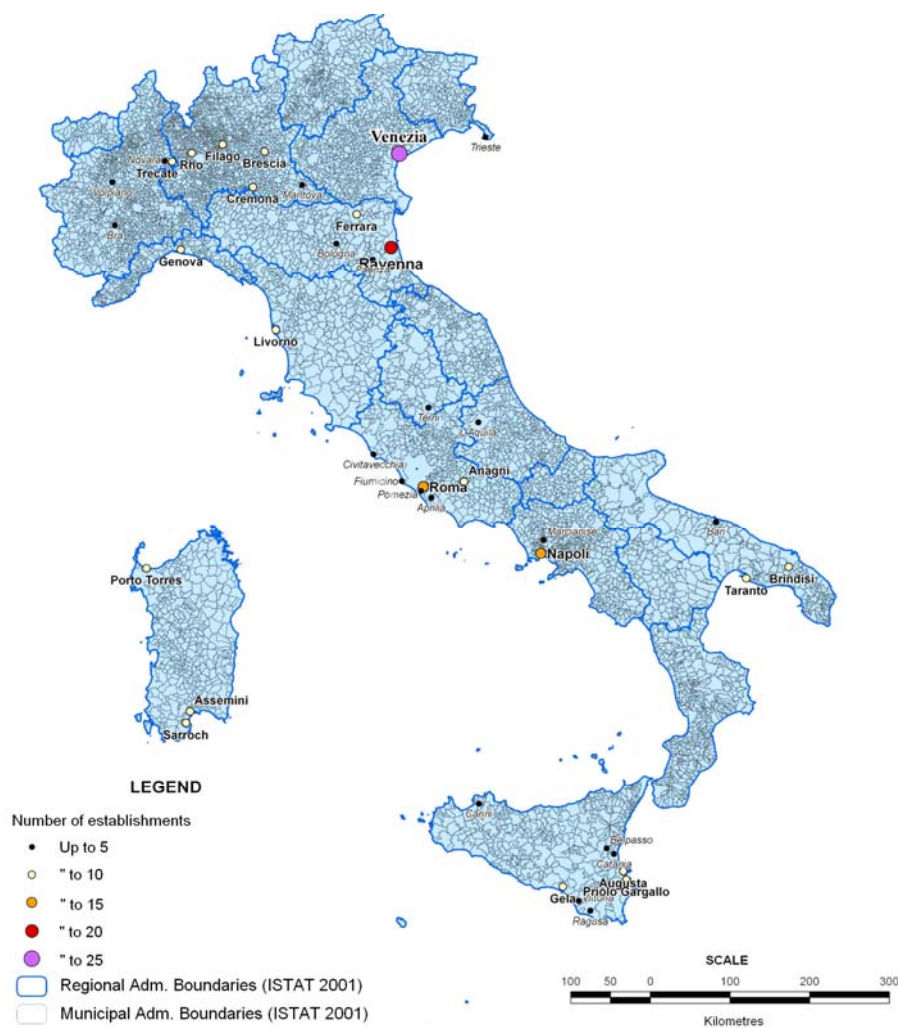 Venezia
Trieste
Novara
Trecate
Rho
Filago
Brescia
Volpiano
Cremona
Mantova
Ferrara
Bra
Bologna
Ravenna
Faenza
Genova
Livorno
Terni
L'Aquila
Civitavecchia
Anagni
Fiumicino
Roma
Pomezia
Aprilia
Marcianise
Bari
Napoli
Porto Torres
Brindisi
Taranto
Assemini
Sarroch
LEGEND
Number of establishments
Up to 5
" to 10
" to 15
" to 20
" to 25
Regional Adm. Boundaries (ISTAT 2001)
Municipal Adm. Boundaries (ISTAT 2001)
Carini
Belpasso
Catania
Augusta
Priolo Gargallo
Gela
Vittoria
Ragusa
SCALE
100 50 0 100 200 300
Kilometres